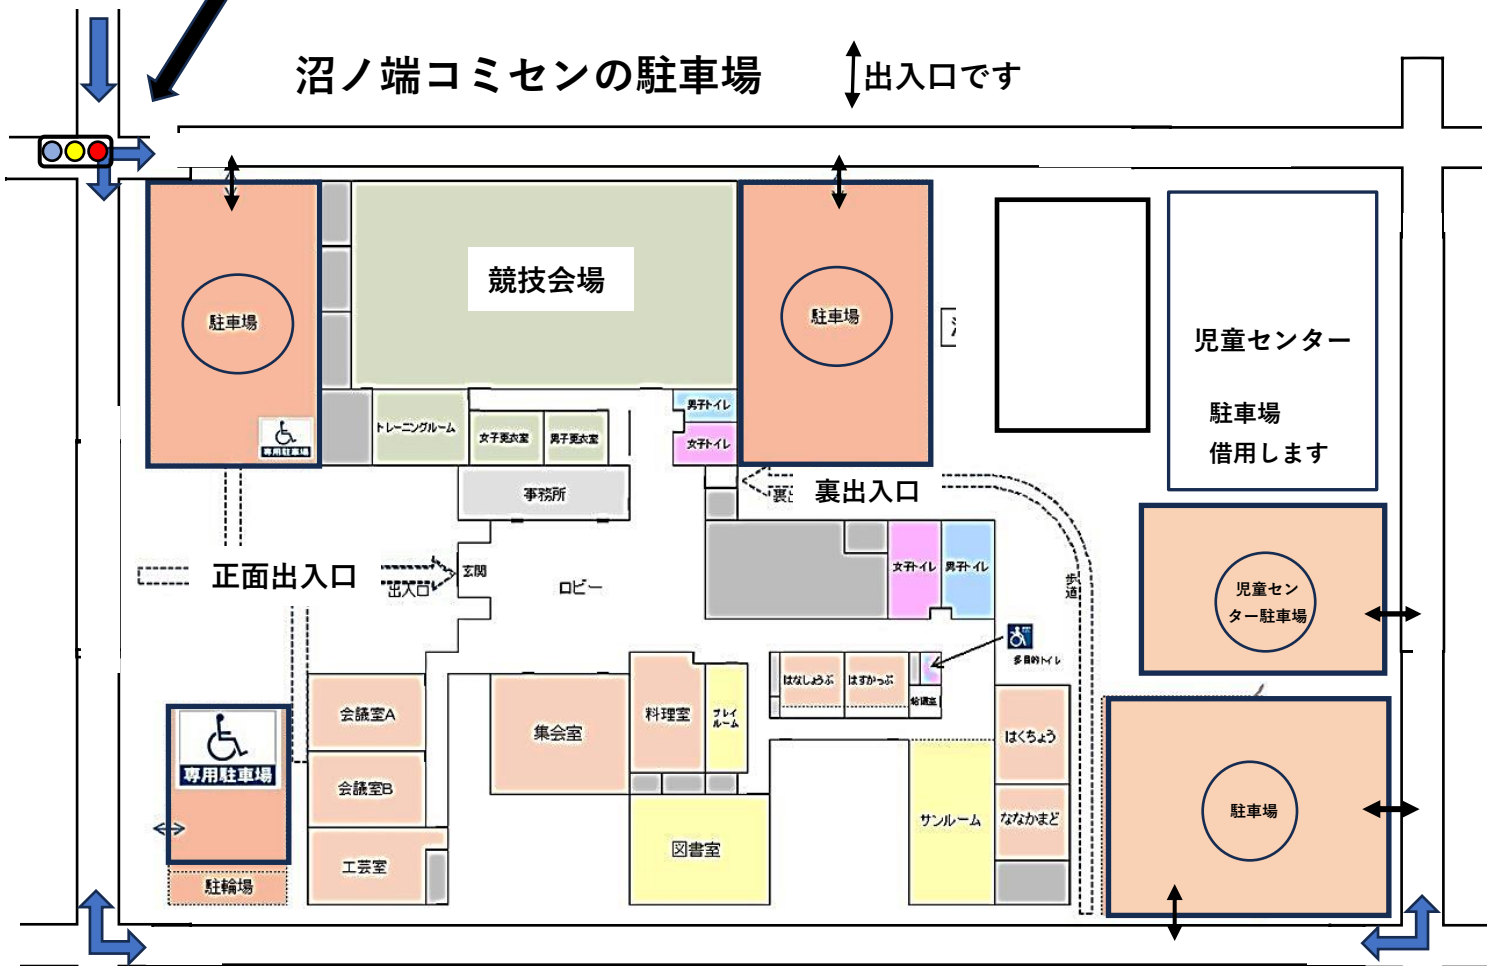 沼ノ端コミセンの駐車場
出入口です
競技会場
駐車場
駐車場
専用駐車場
児童センター
駐車場
借用します
トレーニングルーム
女子更衣室
男子更衣室
男子トイレ
女子トイレ
事務所
裏出入口
正面出入口
出入口
玄関
ロビー
女子トイレ
男子トイレ
歩道
多目的トイレ
児童セン
ター駐車場
会議室A
会議室B
工芸室
集会室
料理室
プレイ
ルーム
はなしょうぶ
はすかっぷ
給湯室
はくちょう
ななかまど
サンルーム
図書室
専用駐車場
駐輪場
駐車場